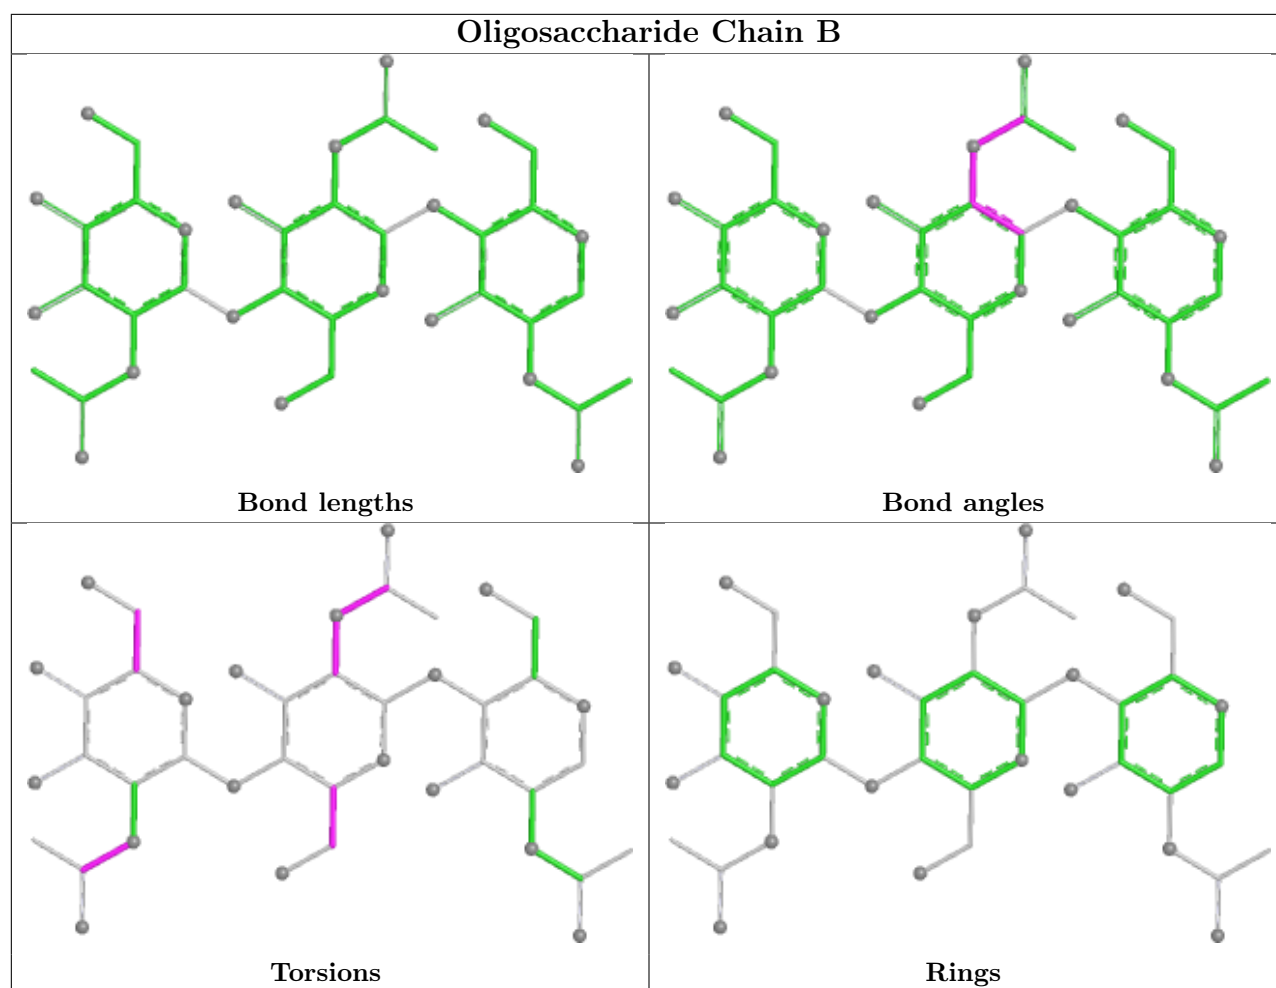 Oligosaccharide Chain B
Bond lengths
Bond angles
Torsions
Rings